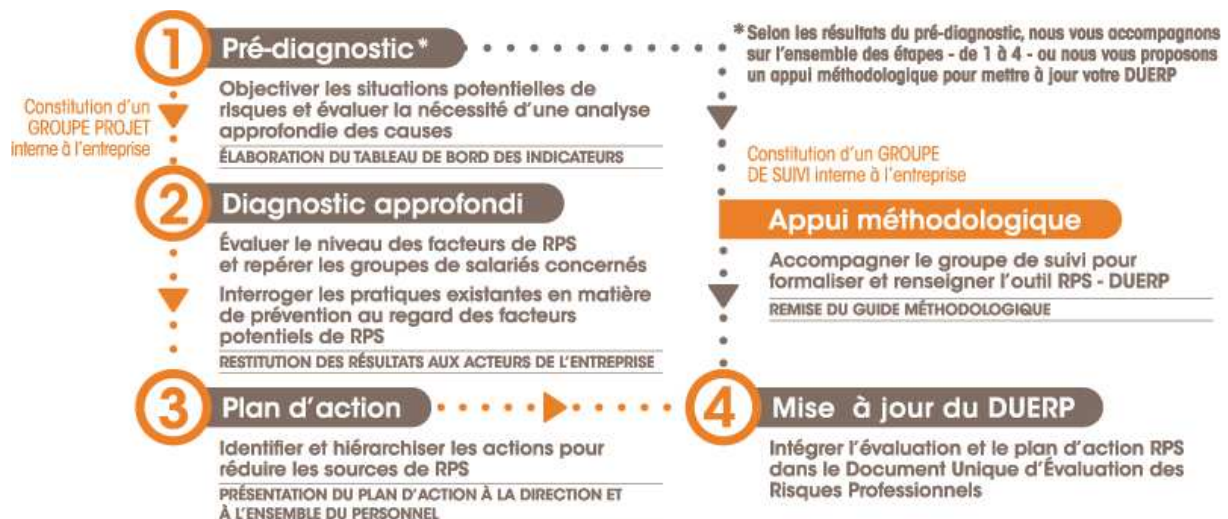 1
Pré-diagnostic*
Objectiver les situations potentielles de
risques et évaluer la nécessité d'une analyse
approfondie des causes
ÉLABORATION DU TABLEAU DE BORD DES INDICATEURS
Constitution d'un
GROUPE PROJET
interne à l'entreprise
2
Diagnostic approfondi
Évaluer le niveau des facteurs de RPS
et repérer les groupes de salariés concernés
Interroger les pratiques existantes en matière
de prévention au regard des facteurs
potentiels de RPS
RESTITUTION DES RÉSULTATS AUX ACTEURS DE L'ENTREPRISE
3
Plan d'action
Identifier et hiérarchiser les actions pour
réduire les sources de RPS
PRÉSENTATION DU PLAN D'ACTION À LA DIRECTION ET
À L'ENSEMBLE DU PERSONNEL
* Selon les résultats du pré-diagnostic, nous vous accompagnons
sur l'ensemble des étapes - de 1 à 4 - ou nous vous proposons
un appui méthodologique pour mettre à jour votre DUERP
Constitution d'un GROUPE
DE SUIVI interne à l'entreprise
Appui méthodologique
Accompagner le groupe de suivi pour
formaliser et renseigner l'outil RPS - DUERP
REMISE DU GUIDE MÉTHODOLOGIQUE
4
Mise à jour du DUERP
Intégrer l'évaluation et le plan d'action RPS
dans le Document Unique d'Évaluation des
Risques Professionnels